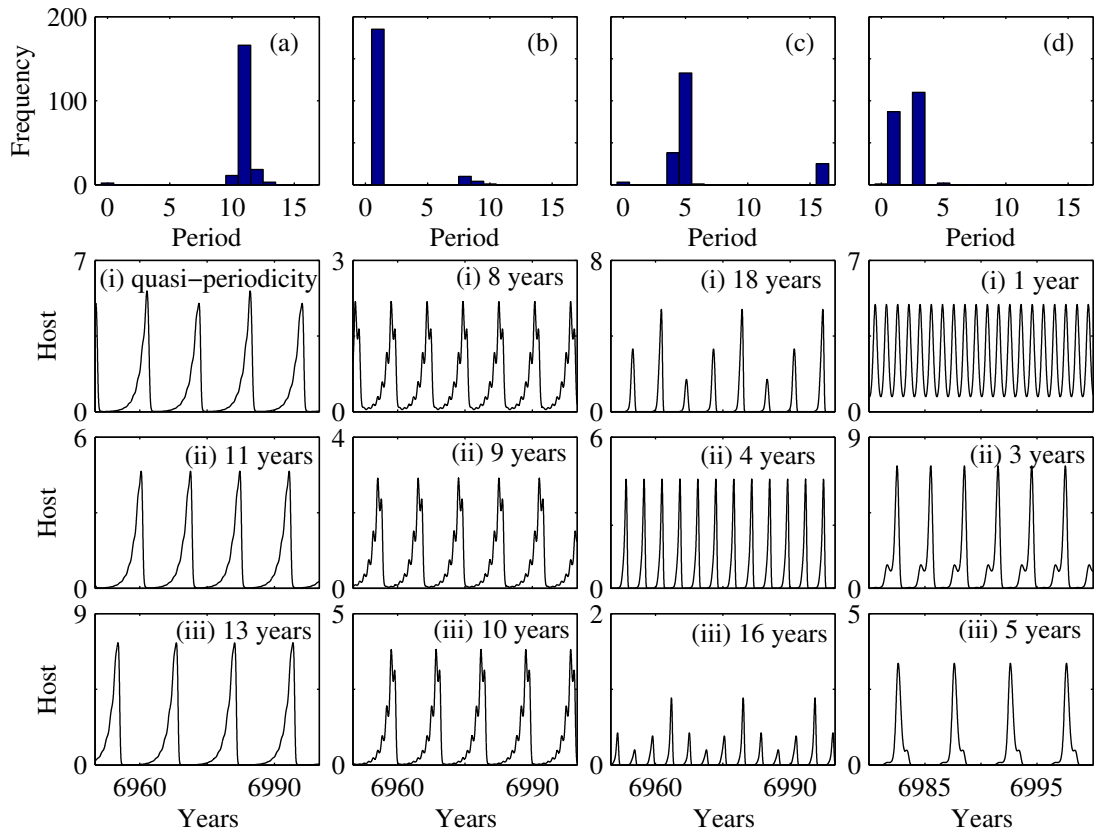 200
100
0
Frequency
(a)
(b)
(c)
(d)
0 5 10 15
0 5 10 15
0 5 10 15
0 5 10 15
Period
Period
Period
Period
7
0
Host
(i) quasi−periodicity
3
0
(i) 8 years
8
0
(i) 18 years
(i) 1 year
0
6
0
Host
(ii) 11 years
4
0
(ii) 9 years
6
0
(ii) 4 years
9
0
(ii) 3 years
9
0
Host
(iii) 13 years
5
0
(iii) 10 years
2
0
(iii) 16 years
5
0
(iii) 5 years
6960 6990
6960 6990
6960 6990
6985 6995
Years
Years
Years
Years